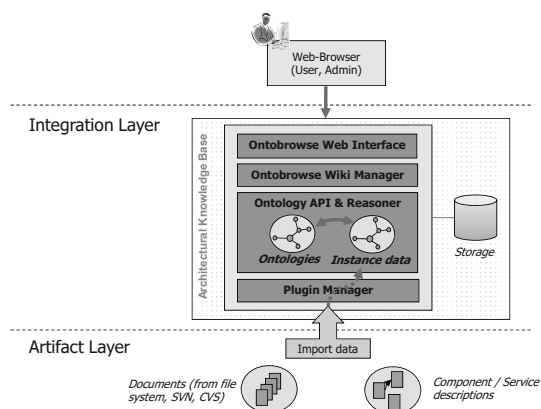 Web-Browser
(User, Admin)
Integration Layer
Architectural Knowledge Base
Ontobrowse Web Interface
Ontobrowse Wiki Manager
Ontology API & Reasoner
Ontologies
Instance data
Plugin Manager
Storage
Artifact Layer
Import data
Documents (from file
system, SVN, CVS)
Component / Service
descriptions